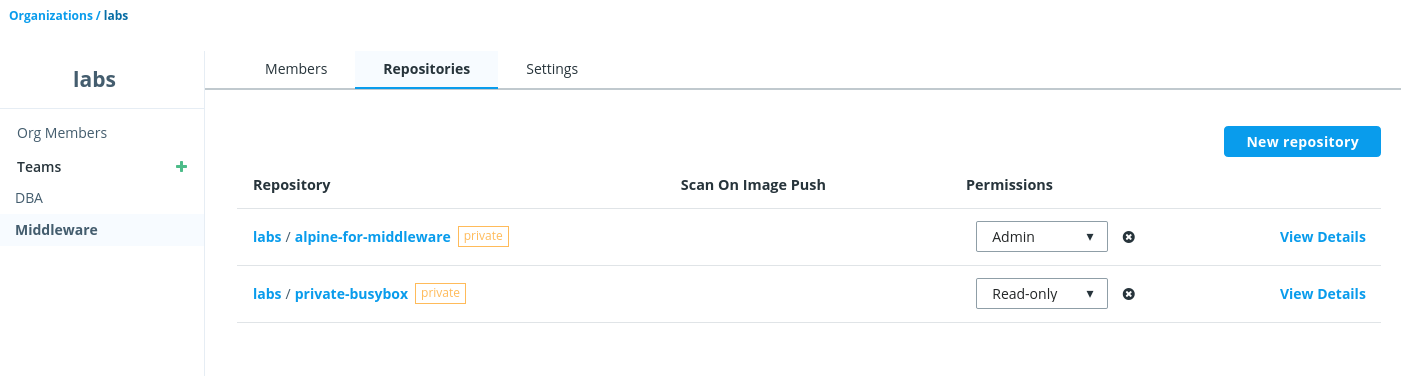 Organizations / labs
labs
Org Members
Teams
DBA
Middleware
Members Repositories Settings
New repository
Repository Scan On Image Push Permissions
labs / alpine-for-middleware private Admin View Details
labs / private-busybox private Read-only View Details